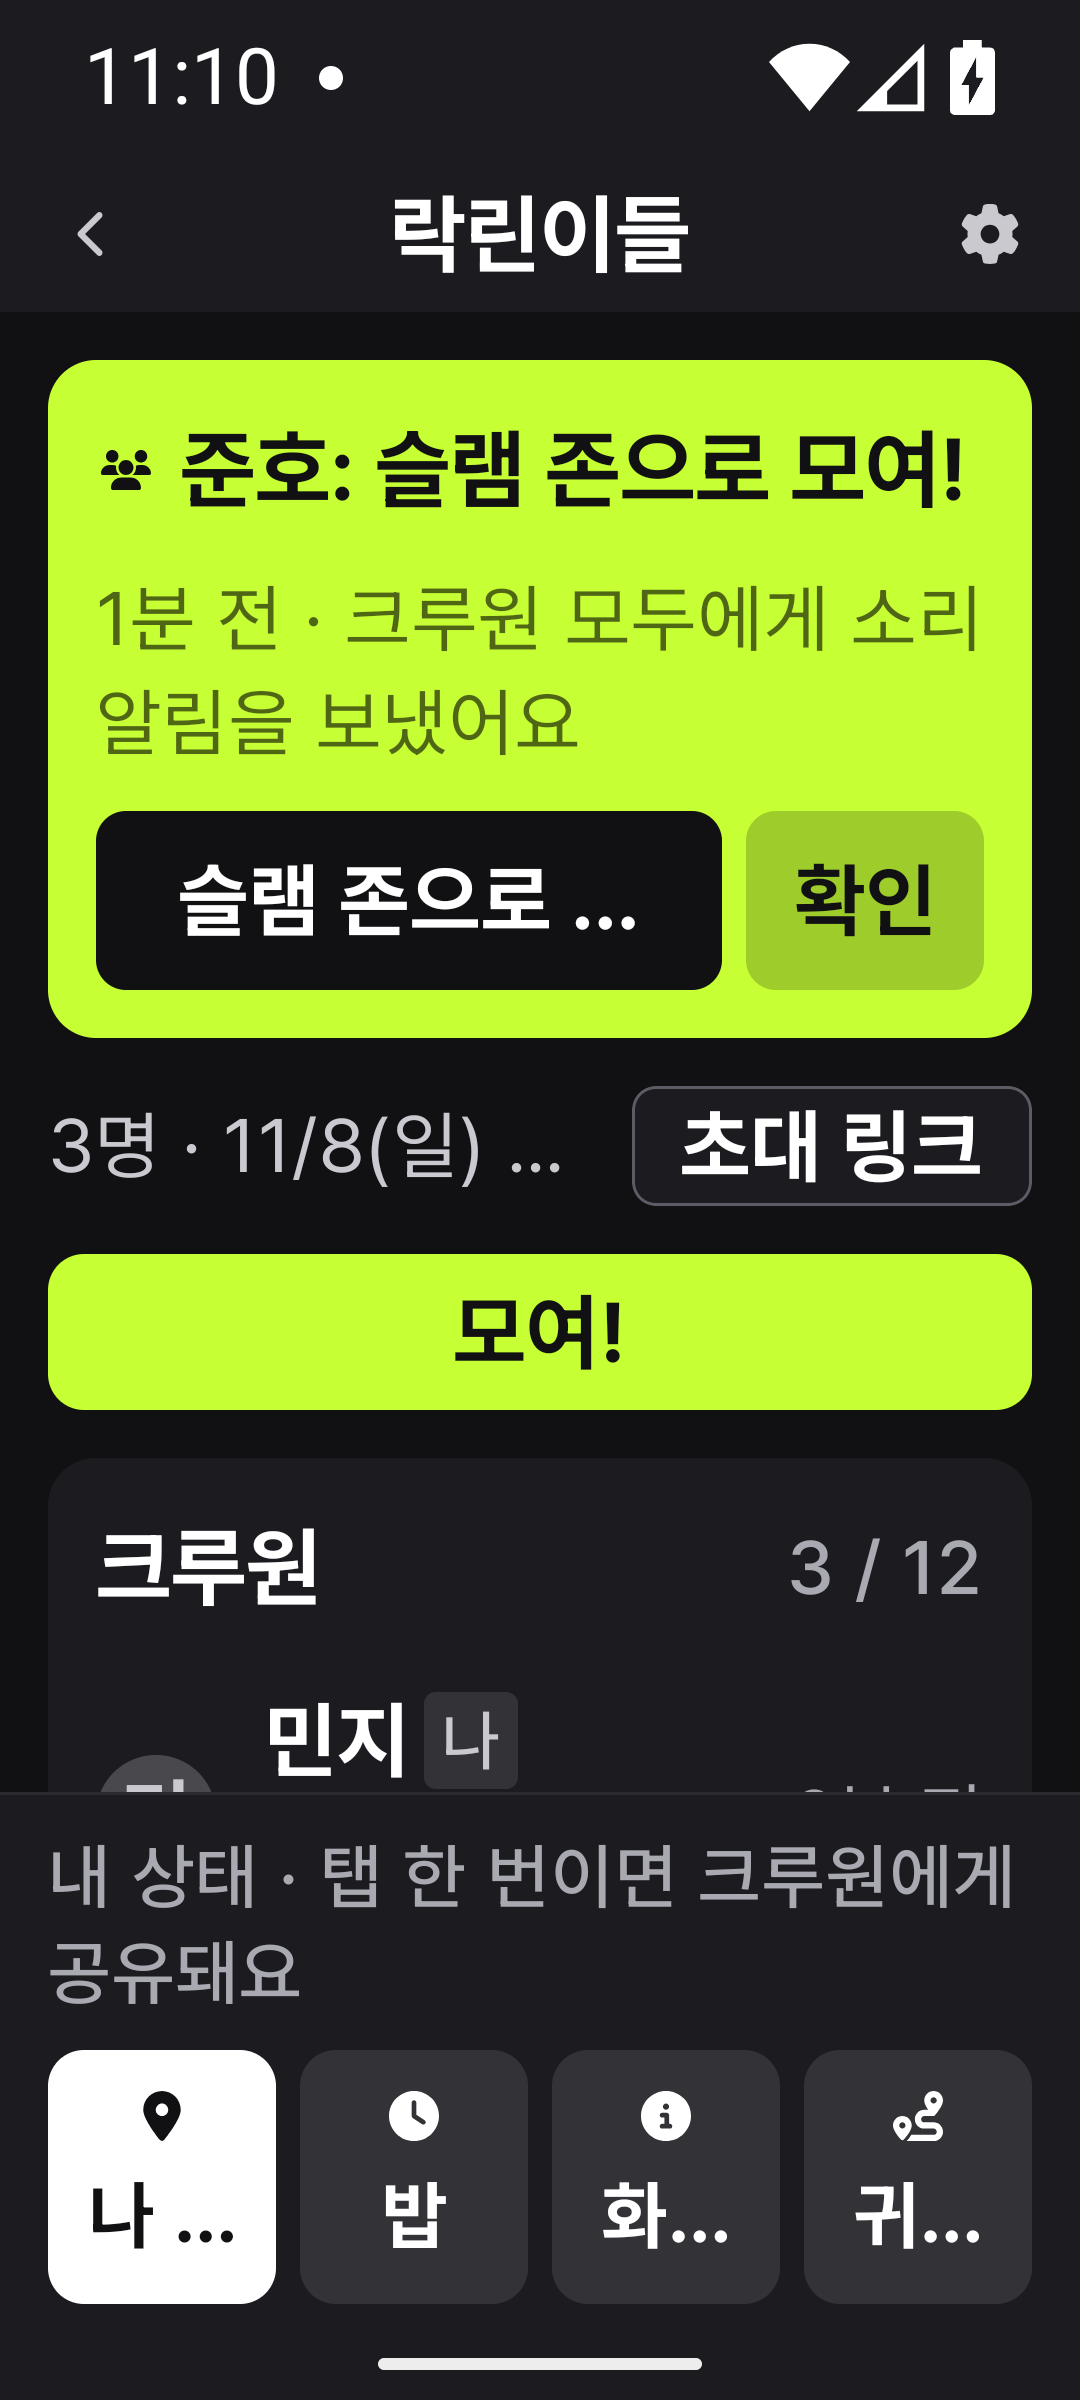 11:10
락린이들
준호: 슬램 존으로 모여!
1분 전 · 크루원 모두에게 소리
알림을 보냈어요
슬램 존으로 ...
확인
3명 · 11/8(일) ...
초대 링크
모여!
크루원
3 / 12
민지 나
내 상태 · 탭 한 번이면 크루원에게
공유돼요
나 ...
밥
화...
귀...